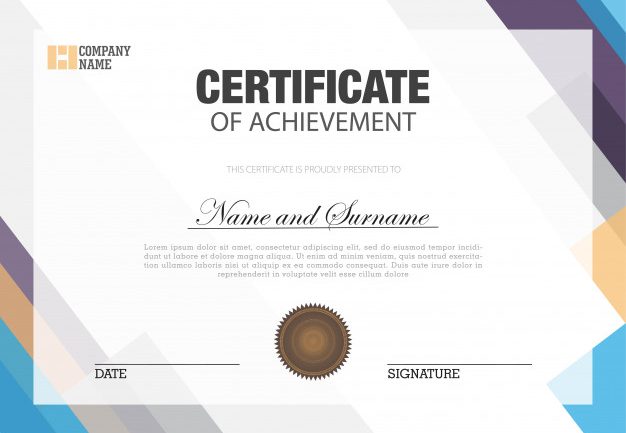 COMPANY
NAME
CERTIFICATE
OF ACHIEVEMENT
THIS CERTIFICATE IS PROUDLY PRESENTED TO
Name and Surname
Lorem ipsum dolor sit amet, consectetur adipiscing elit, sed do eiusmod
tempor incididunt ut labore et dolore magna aliqua. Ut enim ad minim
veniam, quis nostrud exercitation ullamco laboris nisi ut aliquip ex ea commodo consequat. Duis aute irure dolor in
reprehenderit in voluptate velit esse cillum dolore
DATE
SIGNATURE